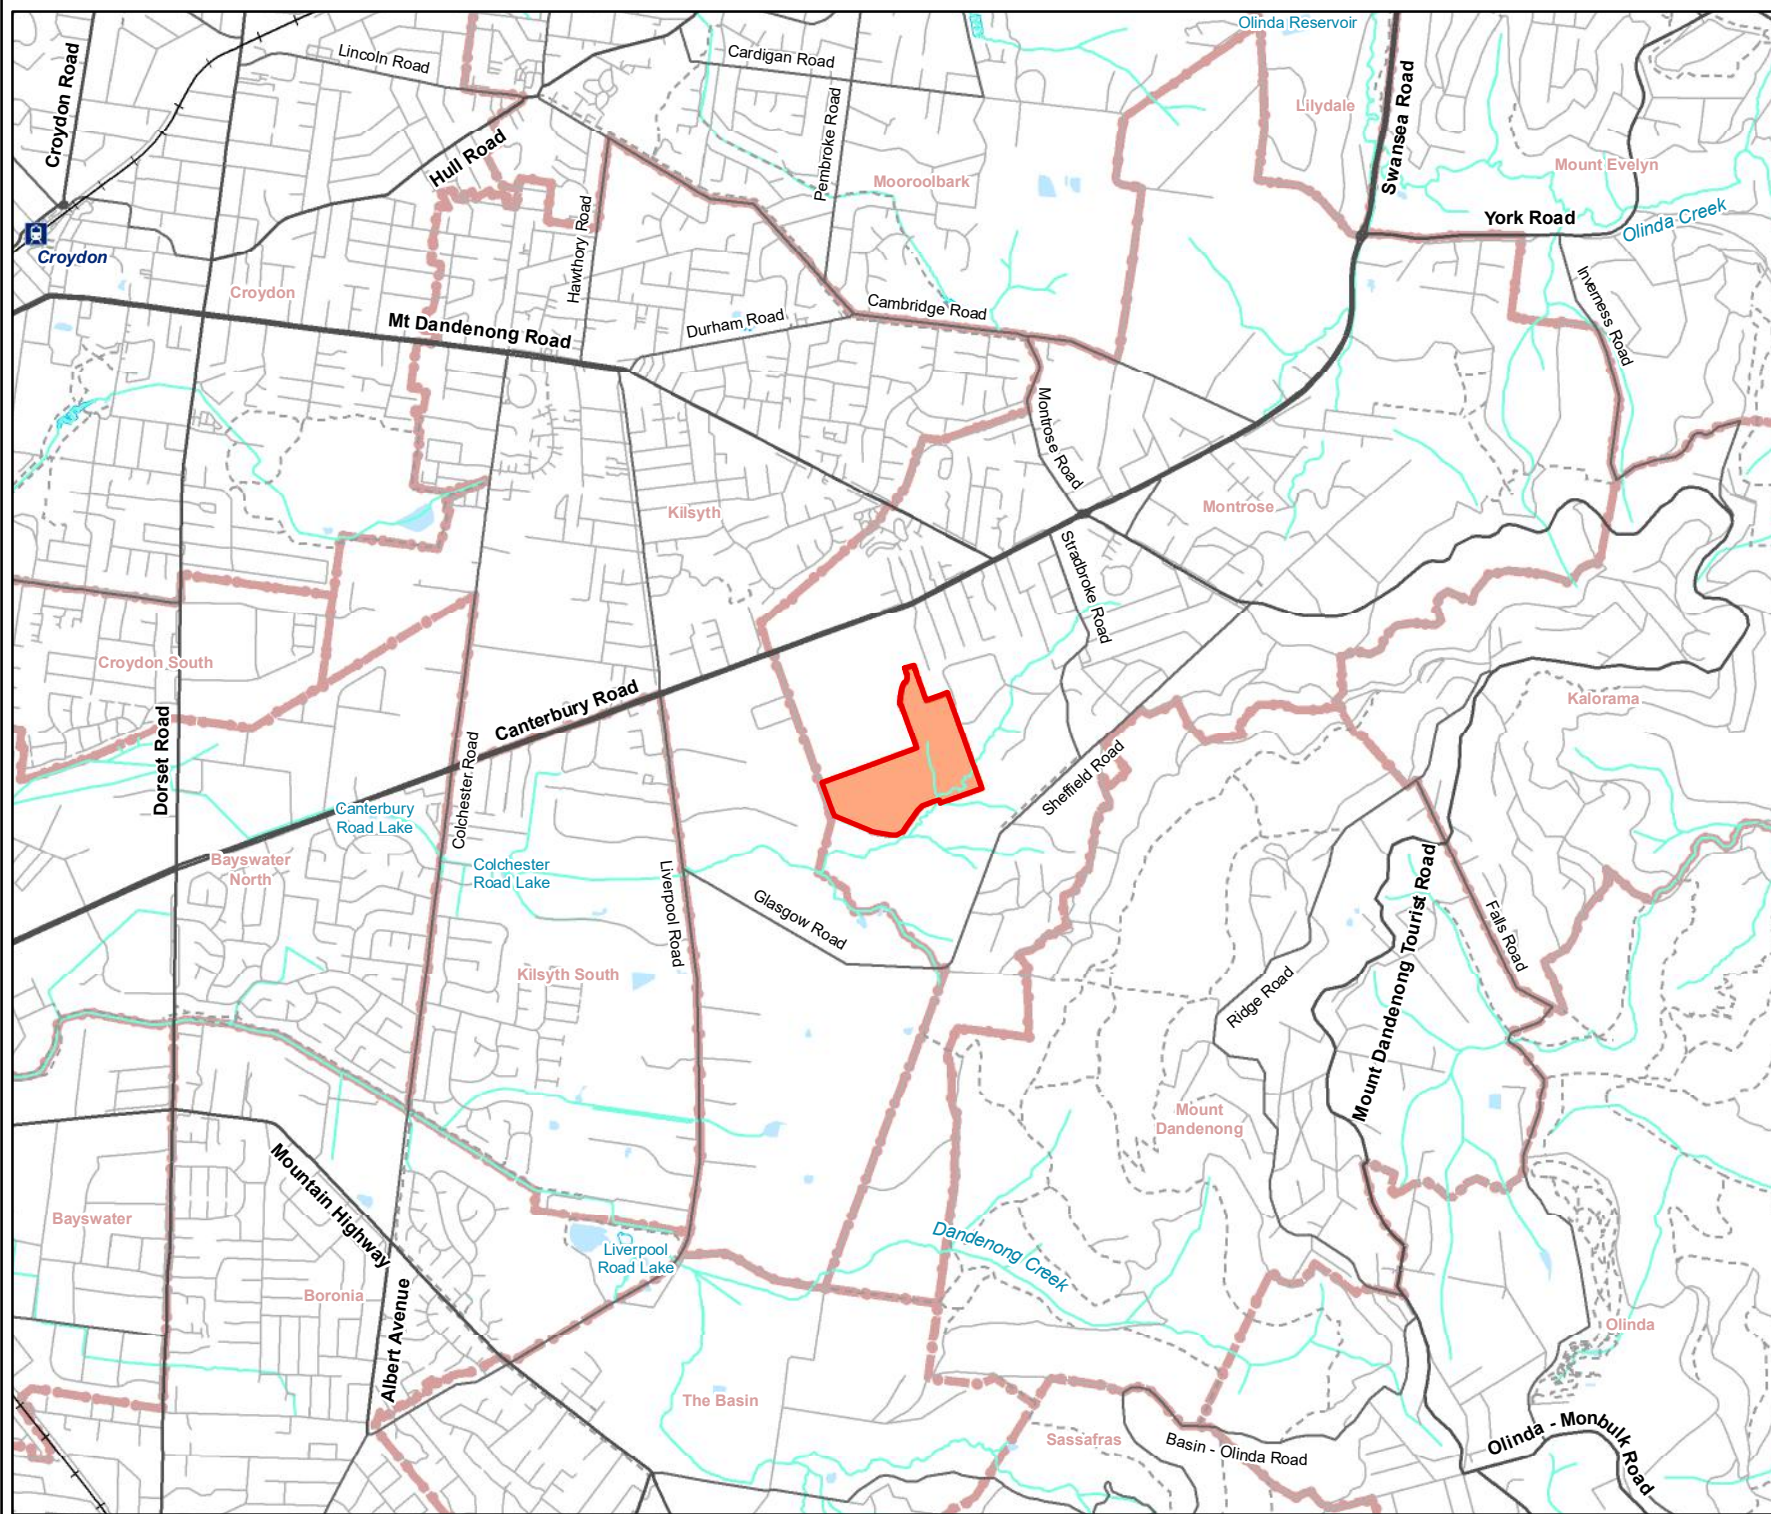 Olinda Reservoir
Croydon Road
Lincoln Road
Cardigan Road
Swansea Road
Pembroke Road
Lilydale
Hull Road
Mooroolbark
Mount Evelyn
York Road
Olinda Creek
Croydon
Hawthory Road
Croydon
Inverness Road
Cambridge Road
Durham Road
Mt Dandenong Road
Montrose Road
Kilsyth
Montrose
Stradbroke Road
Croydon South
Kalorama
Canterbury Road
Dorset Road
Colchester Road
Sheffield Road
Canterbury
Road Lake
Bayswater
North
Colchester
Road Lake
Liverpool Road
Glasgow Road
Mount Dandenong Tourist Road
Falls Road
Kilsyth South
Ridge Road
Mount
Dandenong
Mountain Highway
Bayswater
Dandenong Creek
Liverpool
Road Lake
Boronia
Albert Avenue
Olinda
The Basin
Sassafras
Basin - Olinda Road
Olinda - Monbulk Road